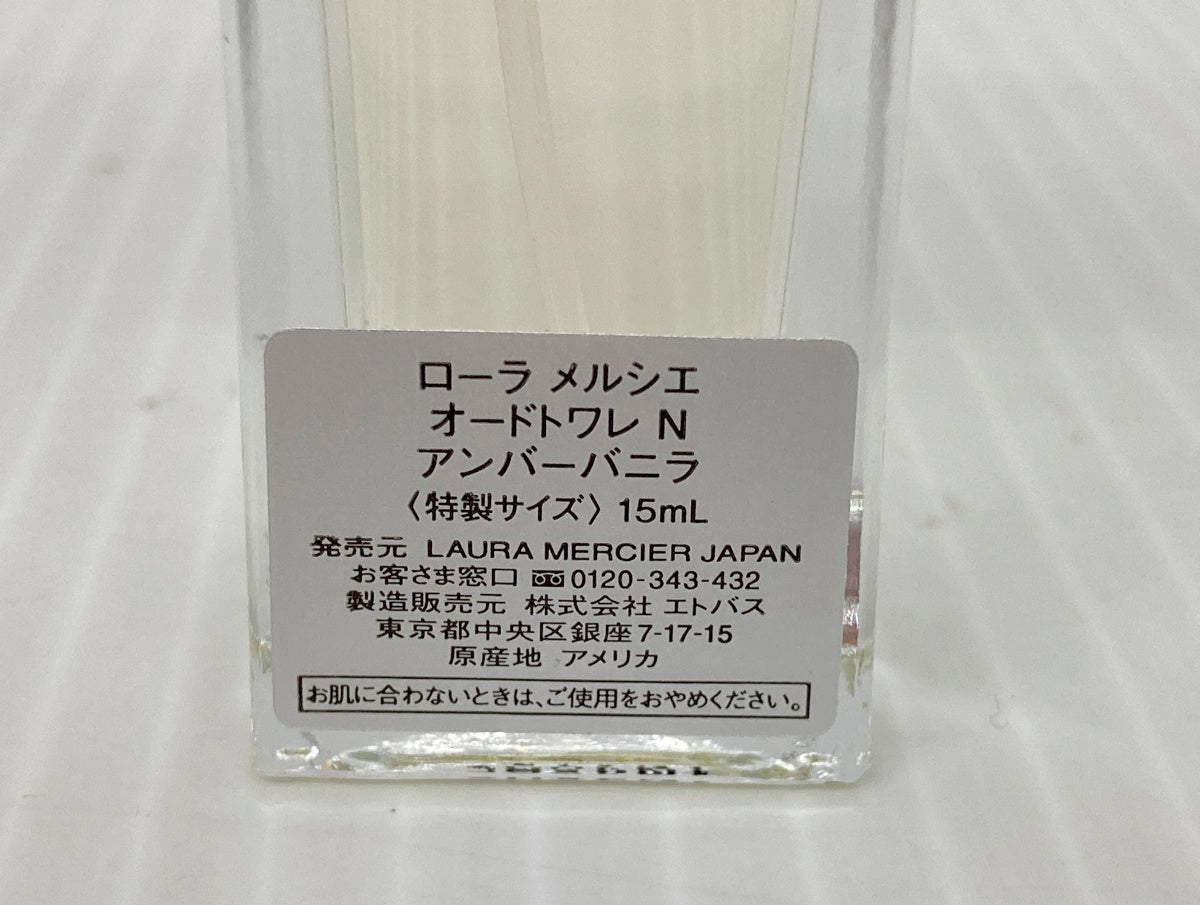 ローラ メルシエ
オードトワレ N
アンバーバニラ
〈特製サイズ〉 15mL
発売元 LAURA MERCIER JAPAN
お客さま窓口 0120-343-432
製造販売元 株式会社 エトバス
東京都中央区銀座7-17-15
原産地 アメリカ
お肌に合わないときは、ご使用をおやめください。